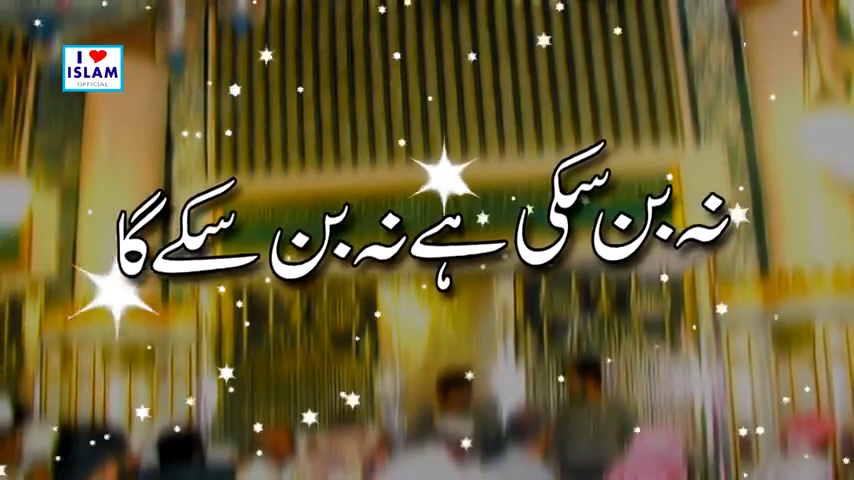 I ❤ ISLAM
OFFICIAL
نہ بن سکی ہے نہ بن سکے گا